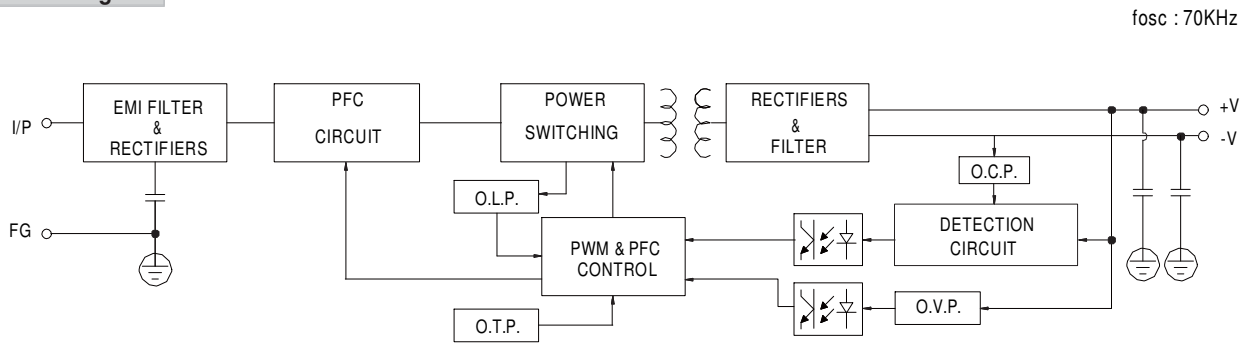 fosc : 70KHz
I/P
EMI FILTER
&
RECTIFIERS
PFC
CIRCUIT
POWER
SWITCHING
RECTIFIERS
&
FILTER
+V
-V
O.C.P.
O.L.P.
FG
PWM & PFC
CONTROL
DETECTION
CIRCUIT
O.T.P.
O.V.P.